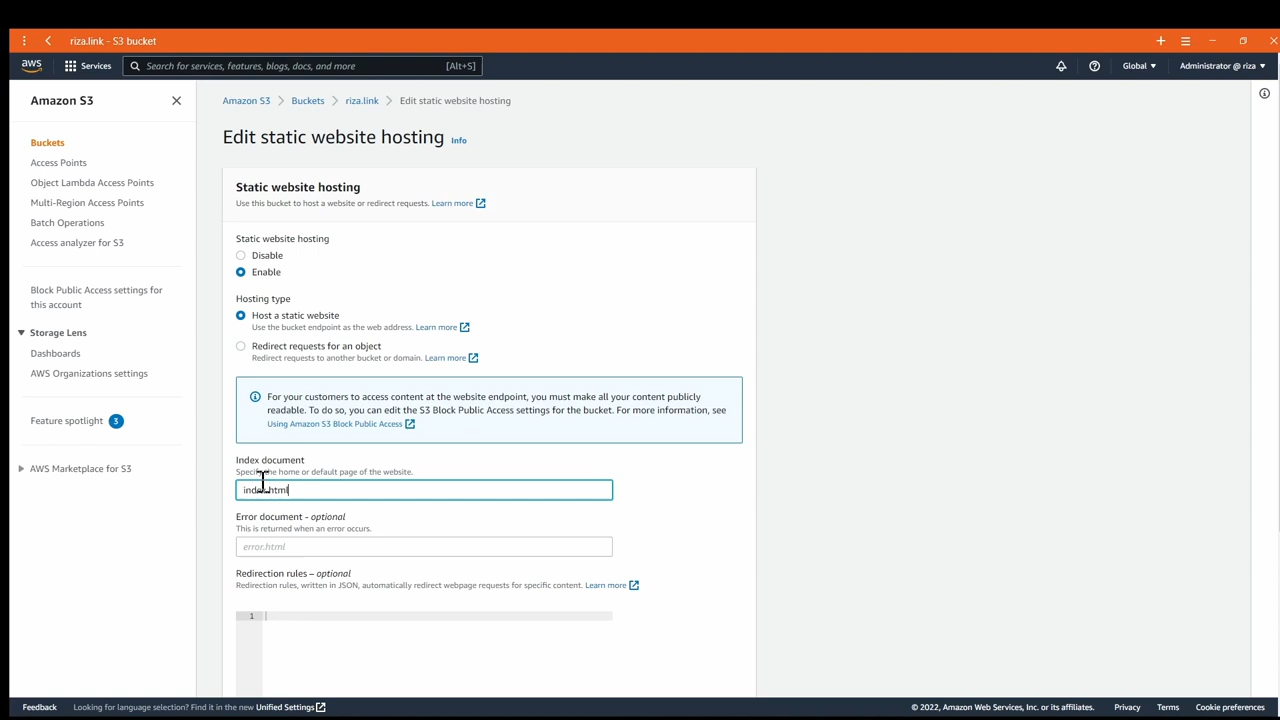 riza.link - S3 bucket
aws Services Search for services, features, blogs, docs, and more [Alt+S] Global Administrator @ riza
Amazon S3
Buckets
Access Points
Object Lambda Access Points
Multi-Region Access Points
Batch Operations
Access analyzer for S3
Block Public Access settings for
this account
Storage Lens
Dashboards
AWS Organizations settings
Feature spotlight 3
AWS Marketplace for S3
Amazon S3 Buckets riza.link Edit static website hosting
Edit static website hosting Info
Static website hosting
Use this bucket to host a website or redirect requests. Learn more
Static website hosting
Disable
Enable
Hosting type
Host a static website
Use the bucket endpoint as the web address. Learn more
Redirect requests for an object
Redirect requests to another bucket or domain. Learn more
For your customers to access content at the website endpoint, you must make all your content publicly
readable. To do so, you can edit the S3 Block Public Access settings for the bucket. For more information, see
Using Amazon S3 Block Public Access
Index document
Specify the home or default page of the website.
index.html
Error document - optional
This is returned when an error occurs.
error.html
Redirection rules – optional
Redirection rules, written in JSON, automatically redirect webpage requests for specific content. Learn more
1
Feedback Looking for language selection? Find it in the new Unified Settings © 2022, Amazon Web Services, Inc. or its affiliates. Privacy Terms Cookie preferences